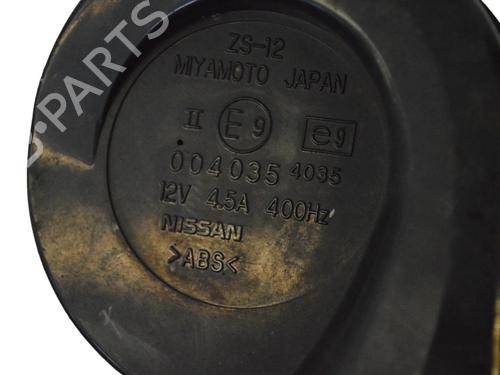 B-PARTS
ZS-12
MIYAMOTO JAPAN
II E9 e9
004035 4035
12V 4.5A 400Hz
NISSAN
>ABS<